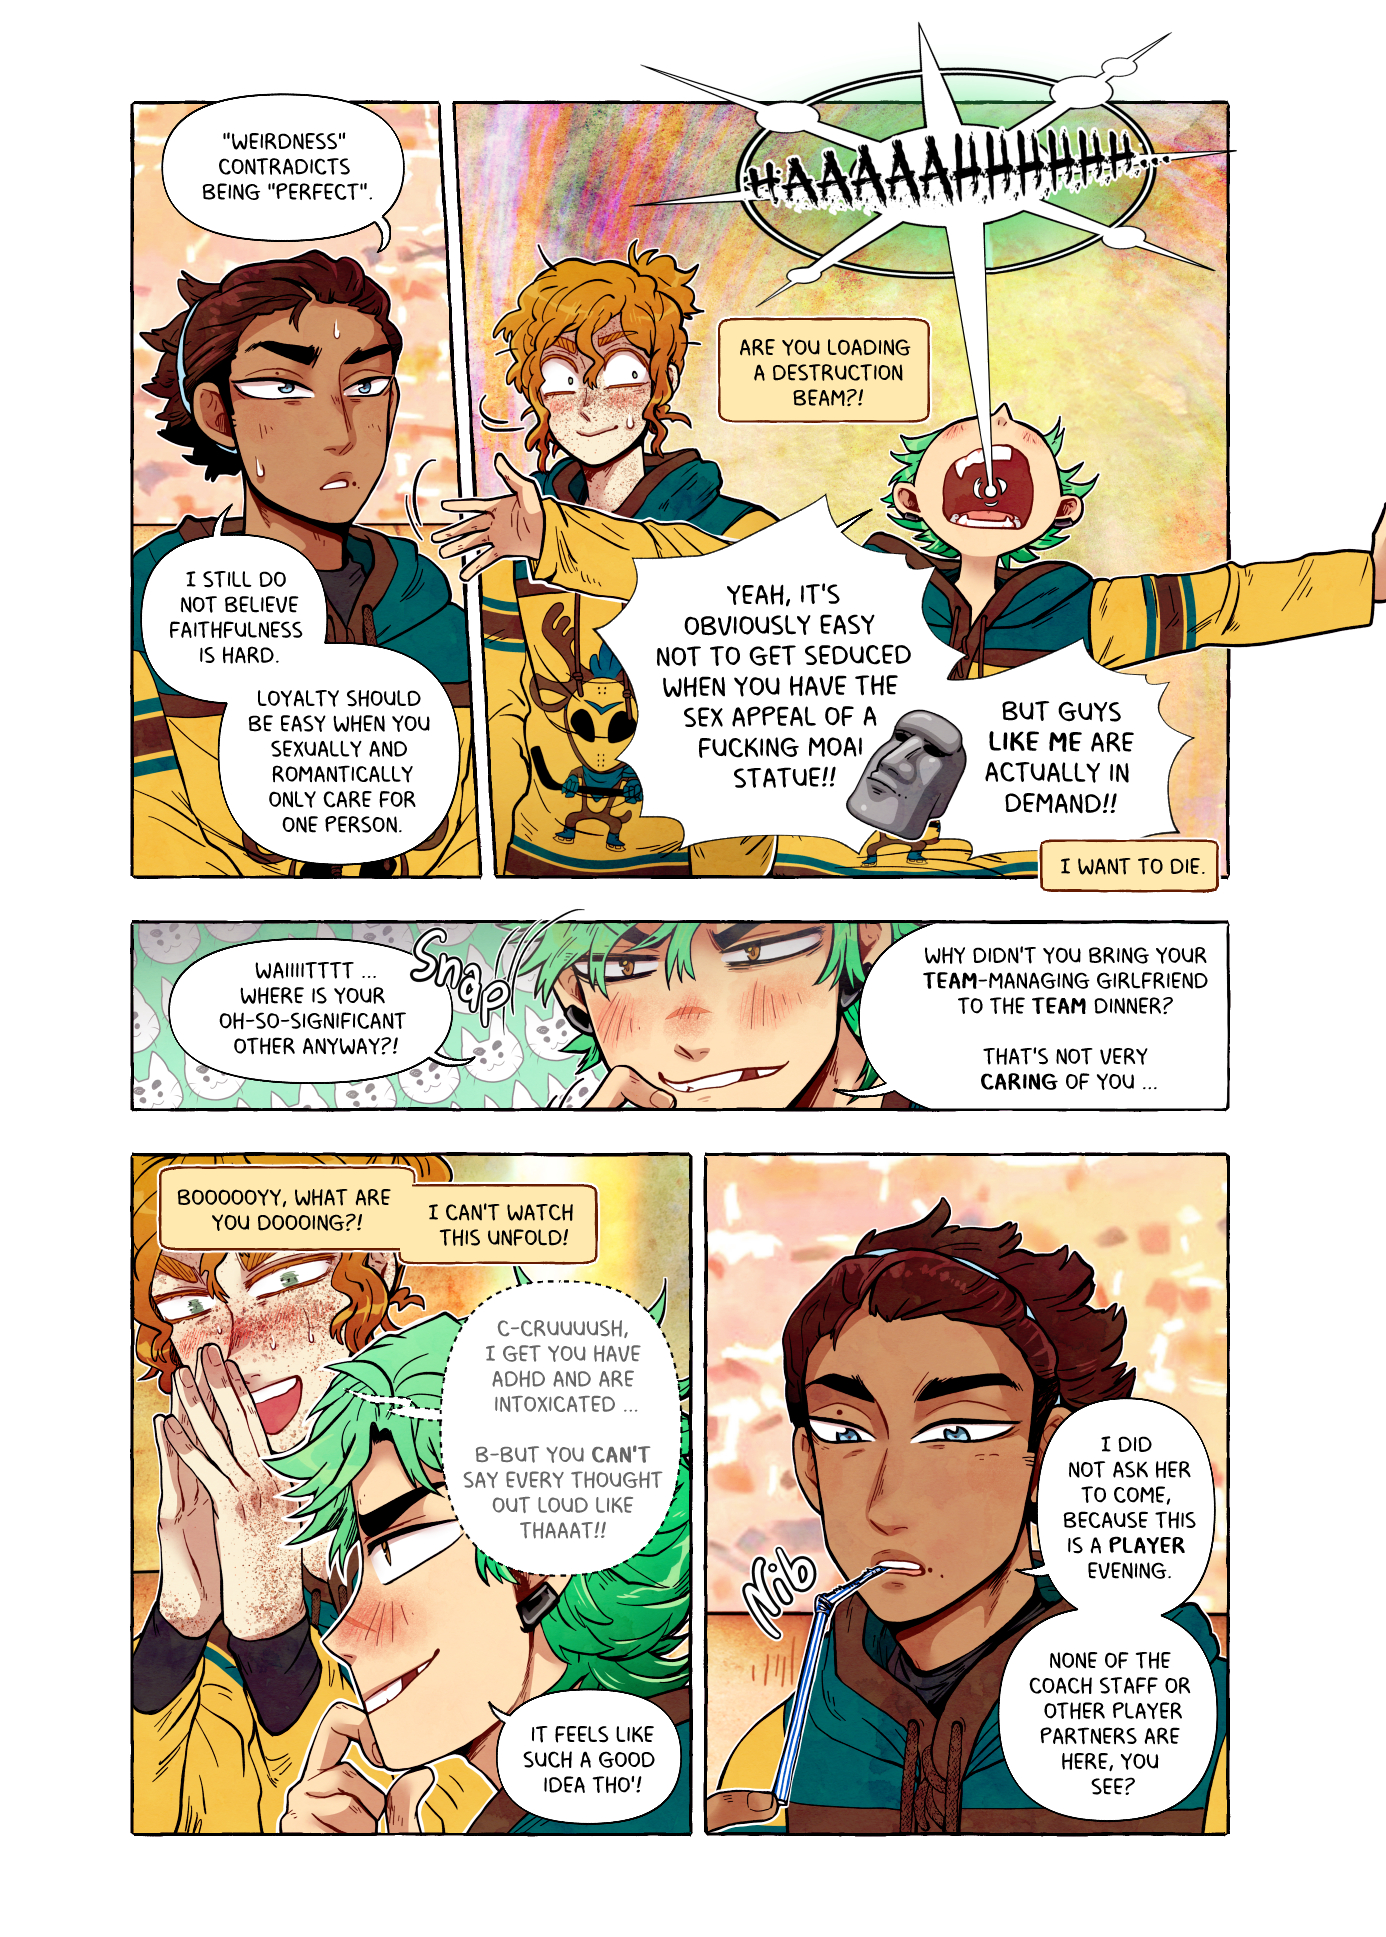 "WEIRDNESS"
CONTRADICTS
BEING "PERFECT".
I STILL DO
NOT BELIEVE
FAITHFULNESS
IS HARD.
LOYALTY SHOULD
BE EASY WHEN YOU
SEXUALLY AND
ROMANTICALLY
ONLY CARE FOR
ONE PERSON.
HAAAAAHHHHHHH...
ARE YOU LOADING
A DESTRUCTION
BEAM?!
YEAH, IT'S
OBVIOUSLY EASY
NOT TO GET SEDUCED
WHEN YOU HAVE THE
SEX APPEAL OF A
FUCKING MOAI
STATUE!!
BUT GUYS
LIKE ME ARE
ACTUALLY IN
DEMAND!!
I WANT TO DIE.
WAIIIITTTT ...
WHERE IS YOUR
OH-SO-SIGNIFICANT
OTHER ANYWAY?!
Snap
WHY DIDN'T YOU BRING YOUR
TEAM-MANAGING GIRLFRIEND
TO THE TEAM DINNER?
THAT'S NOT VERY
CARING OF YOU ...
BOOOOOYY, WHAT ARE
YOU DOOOING?!
I CAN'T WATCH
THIS UNFOLD!
C-CRUUUUSH,
I GET YOU HAVE
ADHD AND ARE
INTOXICATED ...
B-BUT YOU CAN'T
SAY EVERY THOUGHT
OUT LOUD LIKE
THAAAT!!
IT FEELS LIKE
SUCH A GOOD
IDEA THO'!
Nib
I DID
NOT ASK HER
TO COME,
BECAUSE THIS
IS A PLAYER
EVENING.
NONE OF THE
COACH STAFF OR
OTHER PLAYER
PARTNERS ARE
HERE, YOU
SEE?